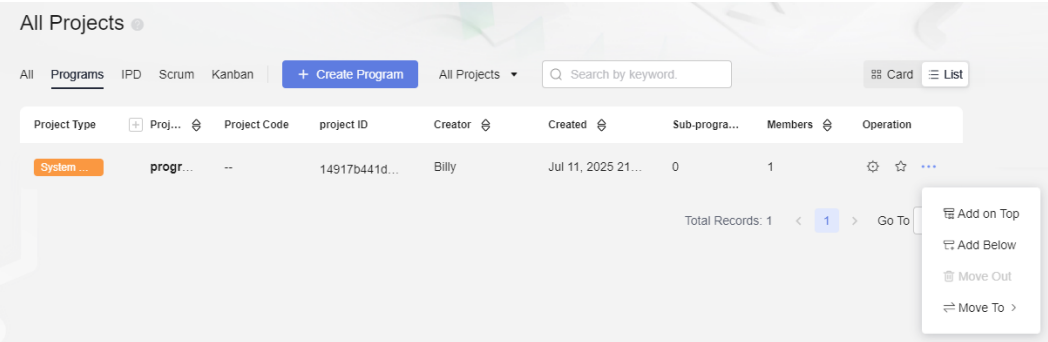 All Projects
All Programs IPD Scrum Kanban + Create Program All Projects Search by keyword. Card List
Project Type Proj... Project Code project ID Creator Created Sub-progra... Members Operation
System ... progr... -- 14917b441d... Billy Jul 11, 2025 21... 0 1 ...
Total Records: 1 < 1 > Go To
Add on Top
Add Below
Move Out
Move To >